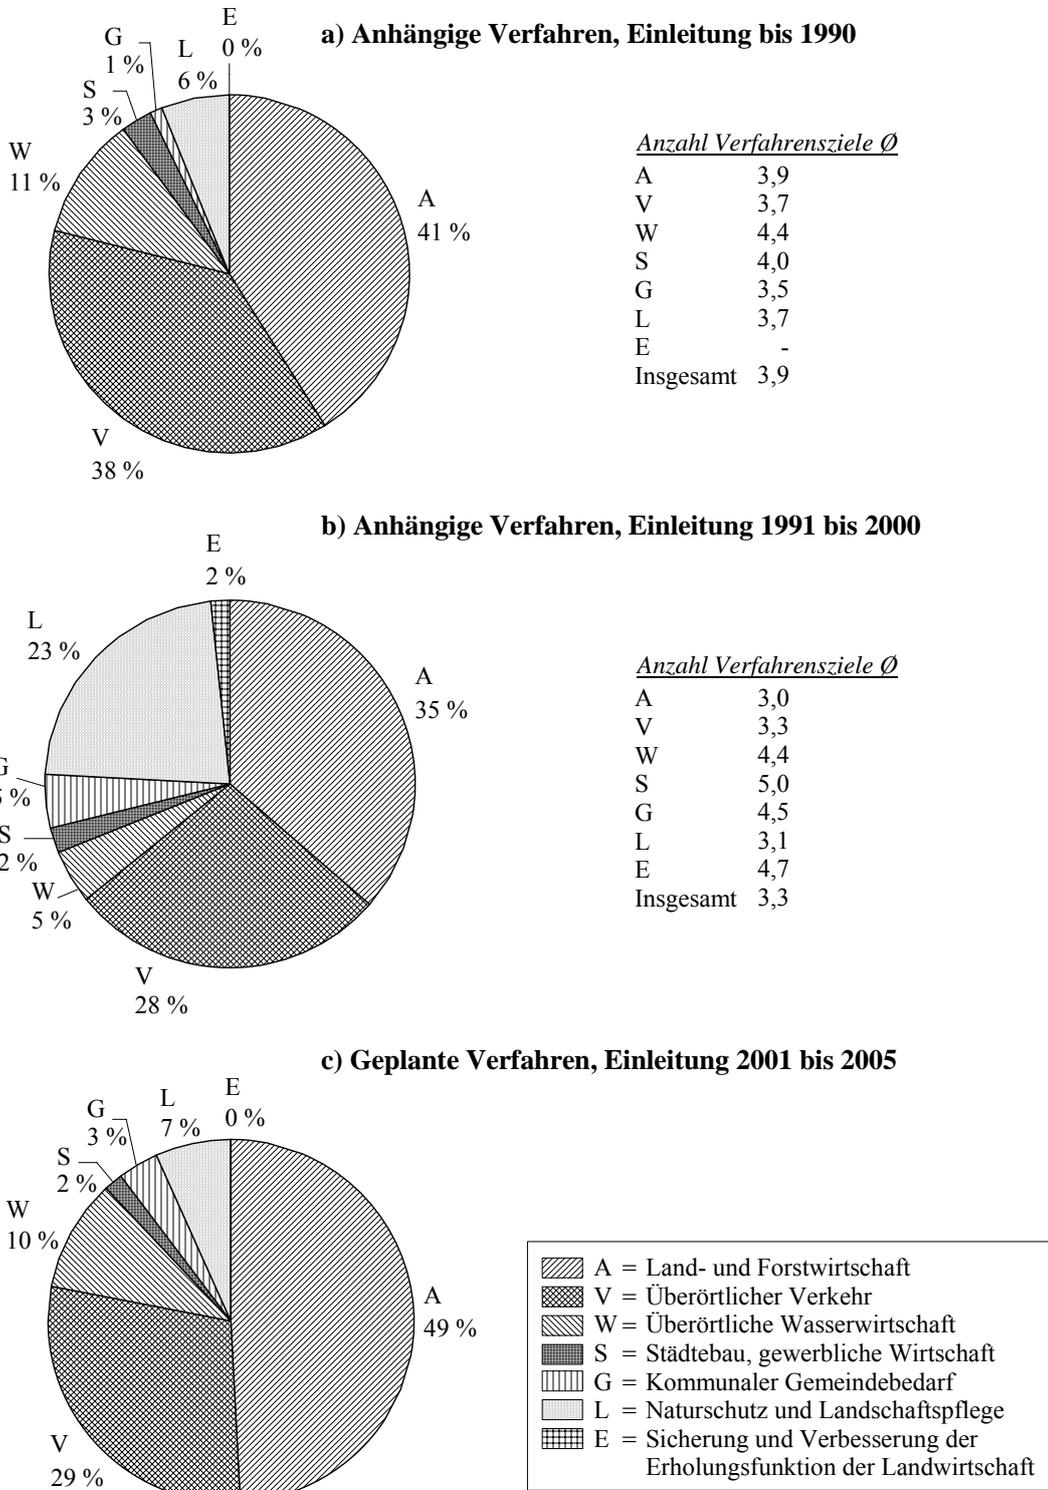 a) Anhängige Verfahren, Einleitung bis 1990
E
0 %
G
1 %
L
6 %
S
3 %
W
11 %
A
41 %
V
38 %
Anzahl Verfahrensziele Ø
A 3,9
V 3,7
W 4,4
S 4,0
G 3,5
L 3,7
E -
Insgesamt 3,9
b) Anhängige Verfahren, Einleitung 1991 bis 2000
E
2 %
L
23 %
A
35 %
G
5 %
S
2 %
W
5 %
V
28 %
Anzahl Verfahrensziele Ø
A 3,0
V 3,3
W 4,4
S 5,0
G 4,5
L 3,1
E 4,7
Insgesamt 3,3
c) Geplante Verfahren, Einleitung 2001 bis 2005
E
0 %
L
7 %
G
3 %
S
2 %
W
10 %
A
49 %
V
29 %
A = Land- und Forstwirtschaft
V = Überörtlicher Verkehr
W = Überörtliche Wasserwirtschaft
S = Städtebau, gewerbliche Wirtschaft
G = Kommunaler Gemeindebedarf
L = Naturschutz und Landschaftspflege
E = Sicherung und Verbesserung der
Erholungsfunktion der Landwirtschaft